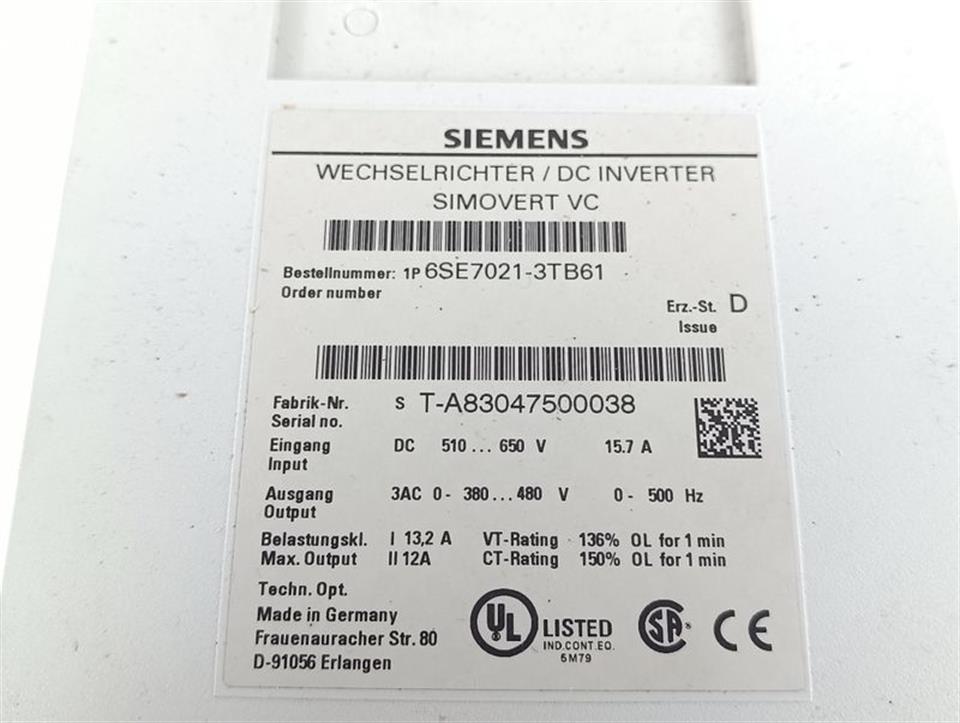 SIEMENS
WECHSELRICHTER / DC INVERTER
SIMOVERT VC
Bestellnummer: 1P 6SE7021-3TB61
Order number
Erz.-St. D
Issue
Fabrik-Nr. S T-A83047500038
Serial no.
Eingang DC 510 ... 650 V 15.7 A
Input
Ausgang 3AC 0 - 380...480 V 0 - 500 Hz
Output
Belastungskl. I 13,2 A VT-Rating 136% OL for 1 min
Max. Output II 12A CT-Rating 150% OL for 1 min
Techn. Opt.
Made in Germany
Frauenauracher Str. 80
D-91056 Erlangen
UL ® LISTED
IND.CONT.EQ.
5M79
SA ®
CE